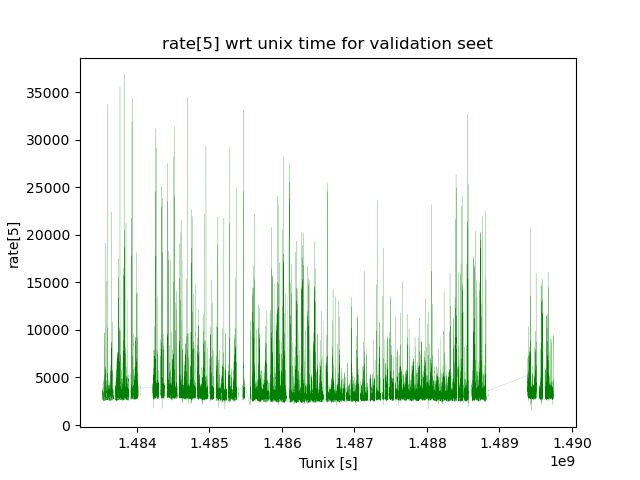 rate[5] wrt unix time for validation seet
35000
30000
25000
20000
15000
10000
5000
0
rate[5]
1.484 1.485 1.486 1.487 1.488 1.489 1.490
1e9
Tunix [s]